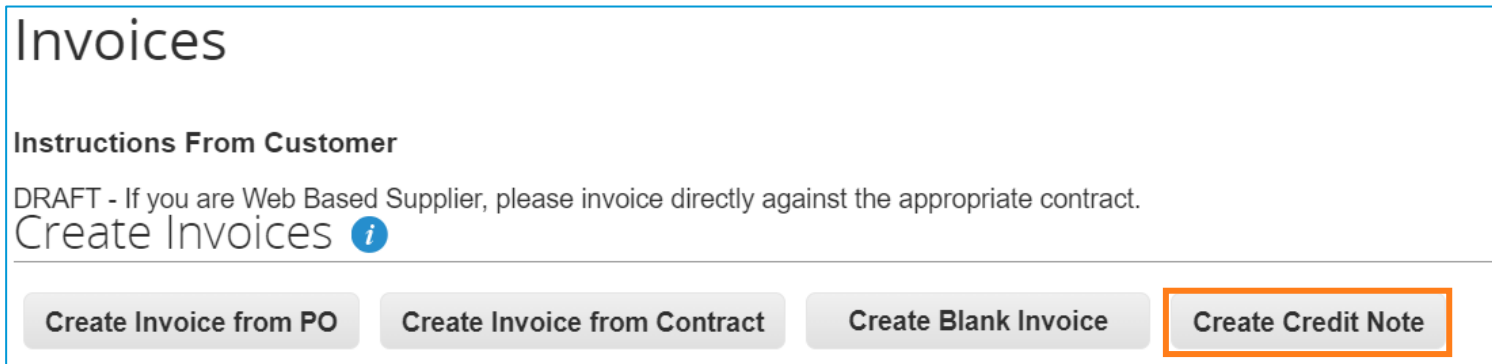 Invoices
Instructions From Customer
DRAFT - If you are Web Based Supplier, please invoice directly against the appropriate contract.
Create Invoices i
Create Invoice from PO Create Invoice from Contract Create Blank Invoice Create Credit Note